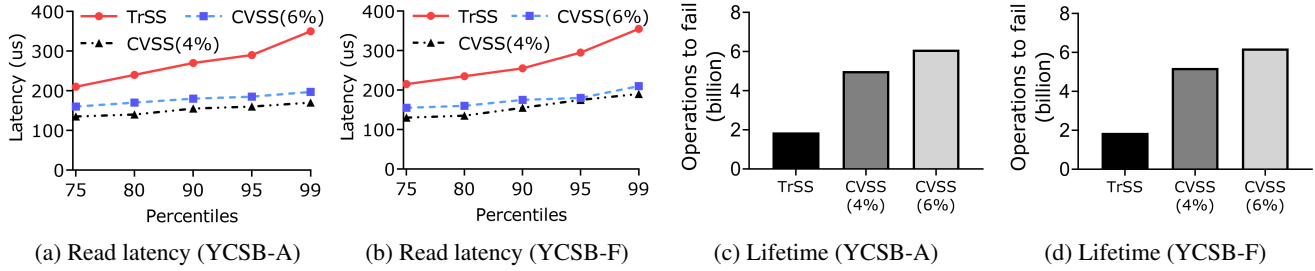 TrSS
CVSS(6%)
CVSS(4%)
Latency (us)
400
300
200
100
0
75
80
90
95
99
Percentiles
(a) Read latency (YCSB-A)
TrSS
CVSS(6%)
CVSS(4%)
Latency (us)
400
300
200
100
0
75
80
90
95
99
Percentiles
(b) Read latency (YCSB-F)
Operations to fail
(billion)
8
6
4
2
0
TrSS
CVSS
(4%)
CVSS
(6%)
(c) Lifetime (YCSB-A)
Operations to fail
(billion)
8
6
4
2
0
TrSS
CVSS
(4%)
CVSS
(6%)
(d) Lifetime (YCSB-F)